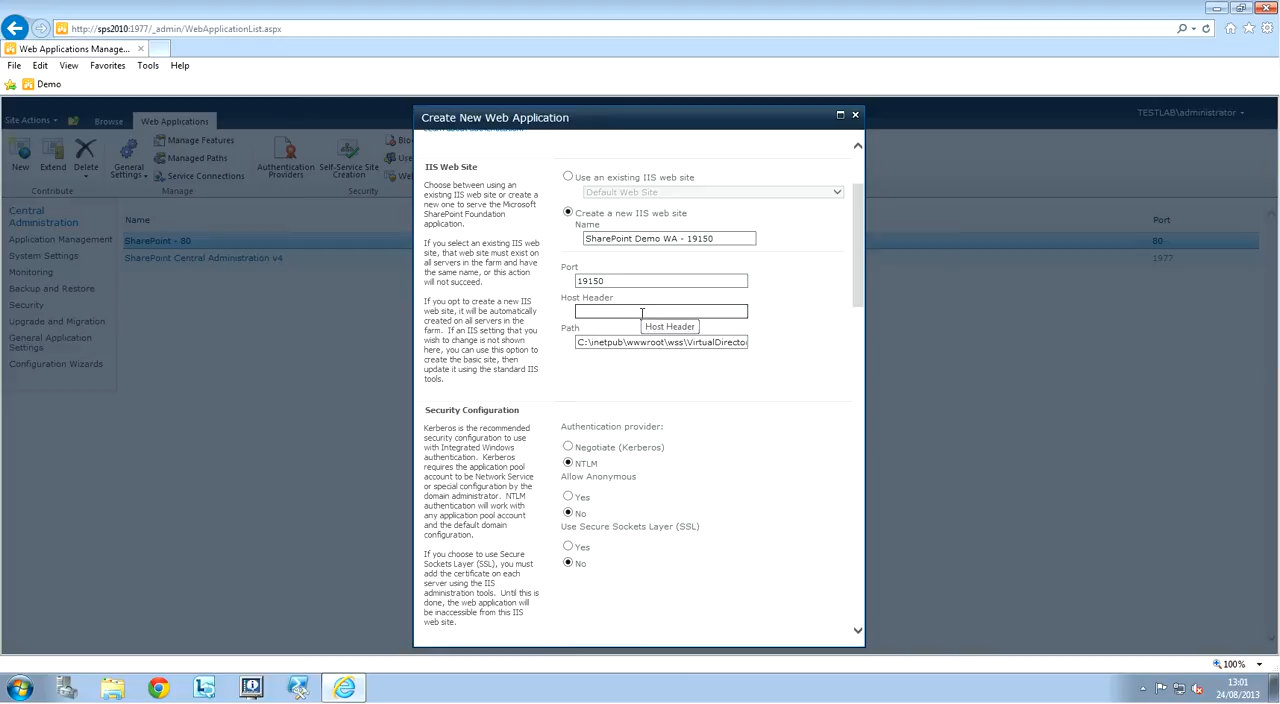 http://sps2010:1977/_admin/WebApplicationList.aspx
Web Applications Manage...
File Edit View Favorites Tools Help
Demo
Site Actions Browse Web Applications
TESTLAB\administrator
New
Extend
Delete
Contribute
General Settings
Manage Features
Managed Paths
Service Connections
Manage
Authentication Providers
Self-Service Site Creation
Security
Central Administration
Application Management
System Settings
Monitoring
Backup and Restore
Security
Upgrade and Migration
General Application Settings
Configuration Wizards
Name Port
SharePoint - 80 80
SharePoint Central Administration v4 1977
Create New Web Application
IIS Web Site
Choose between using an
existing IIS web site or create a
new one to serve the Microsoft
SharePoint Foundation
application.
If you select an existing IIS web
site, that web site must exist on
all servers in the farm and have
the same name, or this action
will not succeed.
If you opt to create a new IIS
web site, it will be automatically
created on all servers in the
farm. If an IIS setting that you
wish to change is not shown
here, you can use this option to
create the basic site, then
update it using the standard IIS
tools.
Use an existing IIS web site
Default Web Site
Create a new IIS web site
Name
SharePoint Demo WA - 19150
Port
19150
Host Header
Host Header
Path
C:\inetpub\wwwroot\wss\VirtualDirecto
Security Configuration
Kerberos is the recommended
security configuration to use
with Integrated Windows
authentication. Kerberos
requires the application pool
account to be Network Service
or special configuration by the
domain administrator. NTLM
authentication will work with
any application pool account
and the default domain
configuration.
If you choose to use Secure
Sockets Layer (SSL), you must
add the certificate on each
server using the IIS
administration tools. Until this is
done, the web application will
be inaccessible from this IIS
web site.
Authentication provider:
Negotiate (Kerberos)
NTLM
Allow Anonymous
Yes
No
Use Secure Sockets Layer (SSL)
Yes
No
100%
13:01
24/08/2013